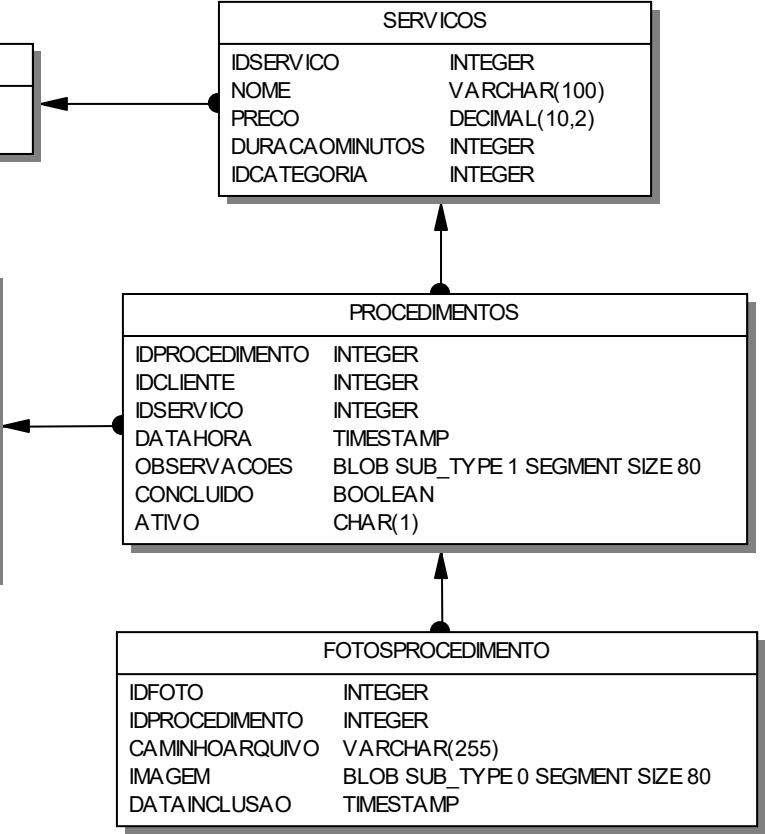 SERVICOS
IDSERVICO INTEGER
NOME VARCHAR(100)
PRECO DECIMAL(10,2)
DURACAOMINUTOS INTEGER
IDCATEGORIA INTEGER
PROCEDIMENTOS
IDPROCEDIMENTO INTEGER
IDCLIENTE INTEGER
IDSERVICO INTEGER
DATAHORA TIMESTAMP
OBSERVACOES BLOB SUB_TYPE 1 SEGMENT SIZE 80
CONCLUIDO BOOLEAN
ATIVO CHAR(1)
FOTOSPROCEDIMENTO
IDFOTO INTEGER
IDPROCEDIMENTO INTEGER
CAMINHOARQUIVO VARCHAR(255)
IMAGEM BLOB SUB_TYPE 0 SEGMENT SIZE 80
DATAINCLUSAO TIMESTAMP